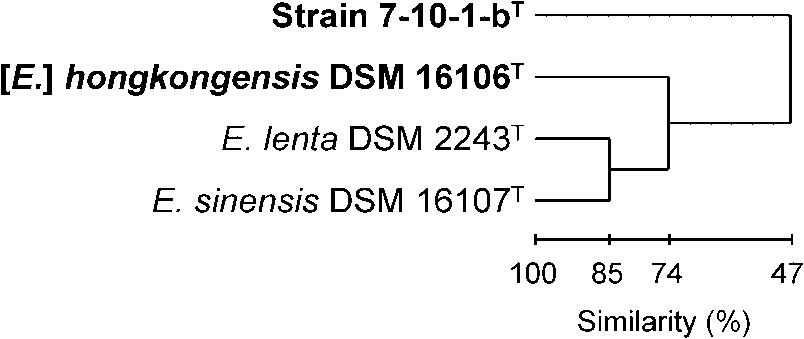 Strain 7-10-1-bᵀ
[E.] hongkongensis DSM 16106ᵀ
E. lenta DSM 2243ᵀ
E. sinensis DSM 16107ᵀ
100 85 74 47
Similarity (%)